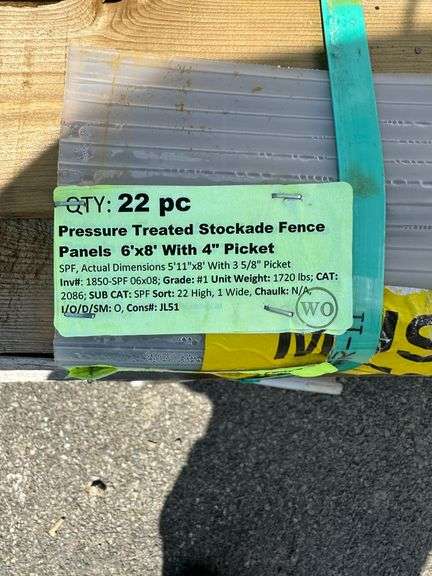 QTY: 22 pc
Pressure Treated Stockade Fence
Panels 6'x8' With 4" Picket
SPF, Actual Dimensions 5'11"x8' With 3 5/8" Picket
Inv#: 1850-SPF 06x08; Grade: #1 Unit Weight: 1720 lbs; CAT:
2086; SUB CAT: SPF Sort: 22 High, 1 Wide, Chaulk: N/A,
I/O/D/SM: O, Cons#: JL51
WO